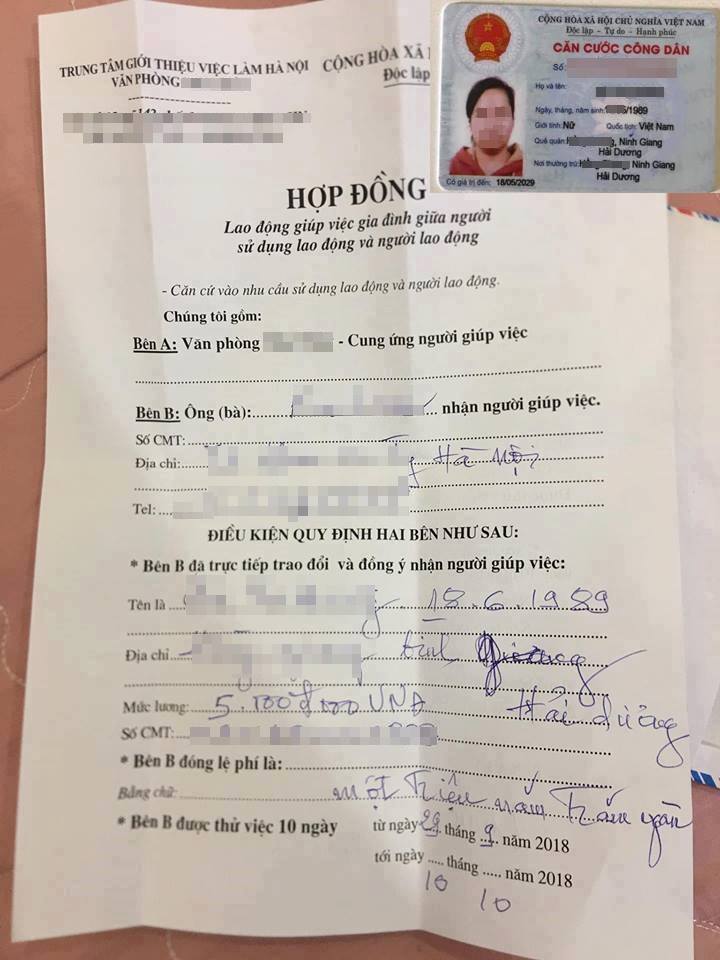 TRUNG TÂM GIỚI THIỆU VIỆC LÀM HÀ NỘI
VĂN PHÒNG
CỘNG HÒA XÃ
Độc lập
CỘNG HÒA XÃ HỘI CHỦ NGHĨA VIỆT NAM
Độc lập - Tự do - Hạnh phúc
CĂN CƯỚC CÔNG DÂN
Số:
Họ và tên:
Ngày, tháng, năm sinh: /1989
Giới tính: Nữ Quốc tịch: Việt Nam
Quê quán: , Ninh Giang
Hải Dương
Nơi thường trú: Ninh Giang
Hải Dương
Có giá trị đến: 18/05/2029
HỢP ĐỒNG
Lao động giúp việc gia đình giữa người
sử dụng lao động và người lao động
- Căn cứ vào nhu cầu sử dụng lao động và người lao động.
Chúng tôi gồm:
Bên A: Văn phòng - Cung ứng người giúp việc
Bên B: Ông (bà): nhận người giúp việc.
Số CMT:
Địa chỉ: Hà Nội
Tel:
ĐIỀU KIỆN QUY ĐỊNH HAI BÊN NHƯ SAU:
* Bên B đã trực tiếp trao đổi và đồng ý nhận người giúp việc:
Tên là 18.6.1989
Địa chỉ
Hải dương
Mức lương: VNĐ
Số CMT:
* Bên B đóng lệ phí là:
Bằng chữ: một triệu năm trăm
* Bên B được thử việc 10 ngày từ ngày 29 tháng 9 năm 2018
tới ngày ..... tháng ..... năm 2018
10 10